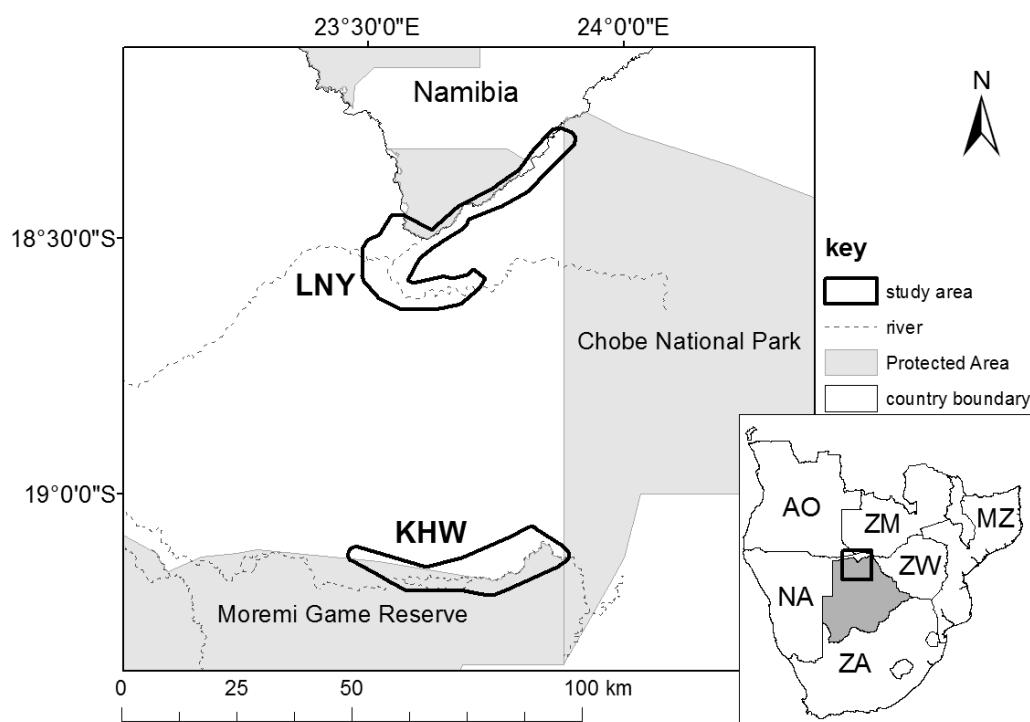 23°30'0"E
24°0'0"E
N
Namibia
18°30'0"S
LNY
key
study area
river
Protected Area
country boundary
Chobe National Park
19°0'0"S
KHW
Moremi Game Reserve
AO
ZM
MZ
ZW
NA
ZA
0 25 50 100 km